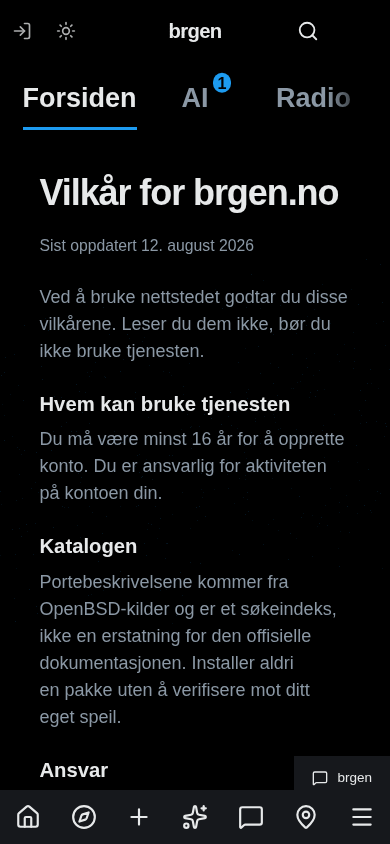 brgen
Forsiden
AI
1
Radio
Vilkår for brgen.no
Sist oppdatert 12. august 2026
Ved å bruke nettstedet godtar du disse
vilkårene. Leser du dem ikke, bør du
ikke bruke tjenesten.
Hvem kan bruke tjenesten
Du må være minst 16 år for å opprette
konto. Du er ansvarlig for aktiviteten
på kontoen din.
Katalogen
Portebeskrivelsene kommer fra
OpenBSD-kilder og er et søkeindeks,
ikke en erstatning for den offisielle
dokumentasjonen. Installer aldri
en pakke uten å verifisere mot ditt
eget speil.
Ansvar
brgen